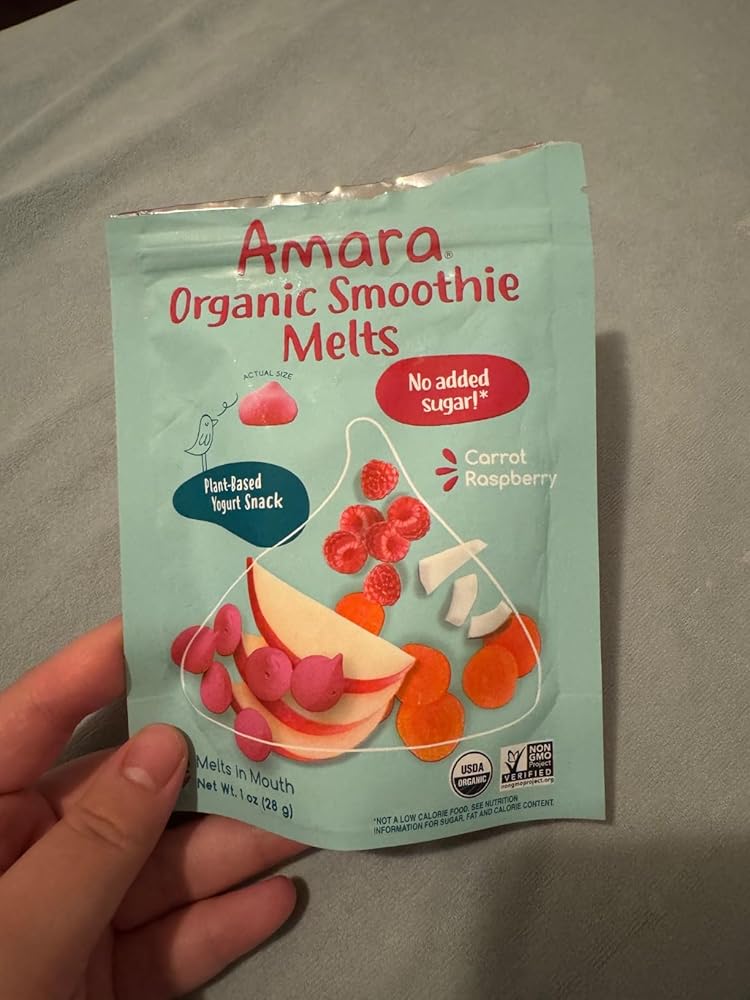 Amara®
Organic Smoothie
Melts
ACTUAL SIZE
No added
sugar!*
Carrot
Raspberry
Plant-Based
Yogurt Snack
Melts in Mouth
Net Wt. 1 oz (28 g)
USDA
ORGANIC
NON
GMO
Project
VERIFIED
nongmoproject.org
*NOT A LOW CALORIE FOOD. SEE NUTRITION
INFORMATION FOR SUGAR, FAT AND CALORIE CONTENT.